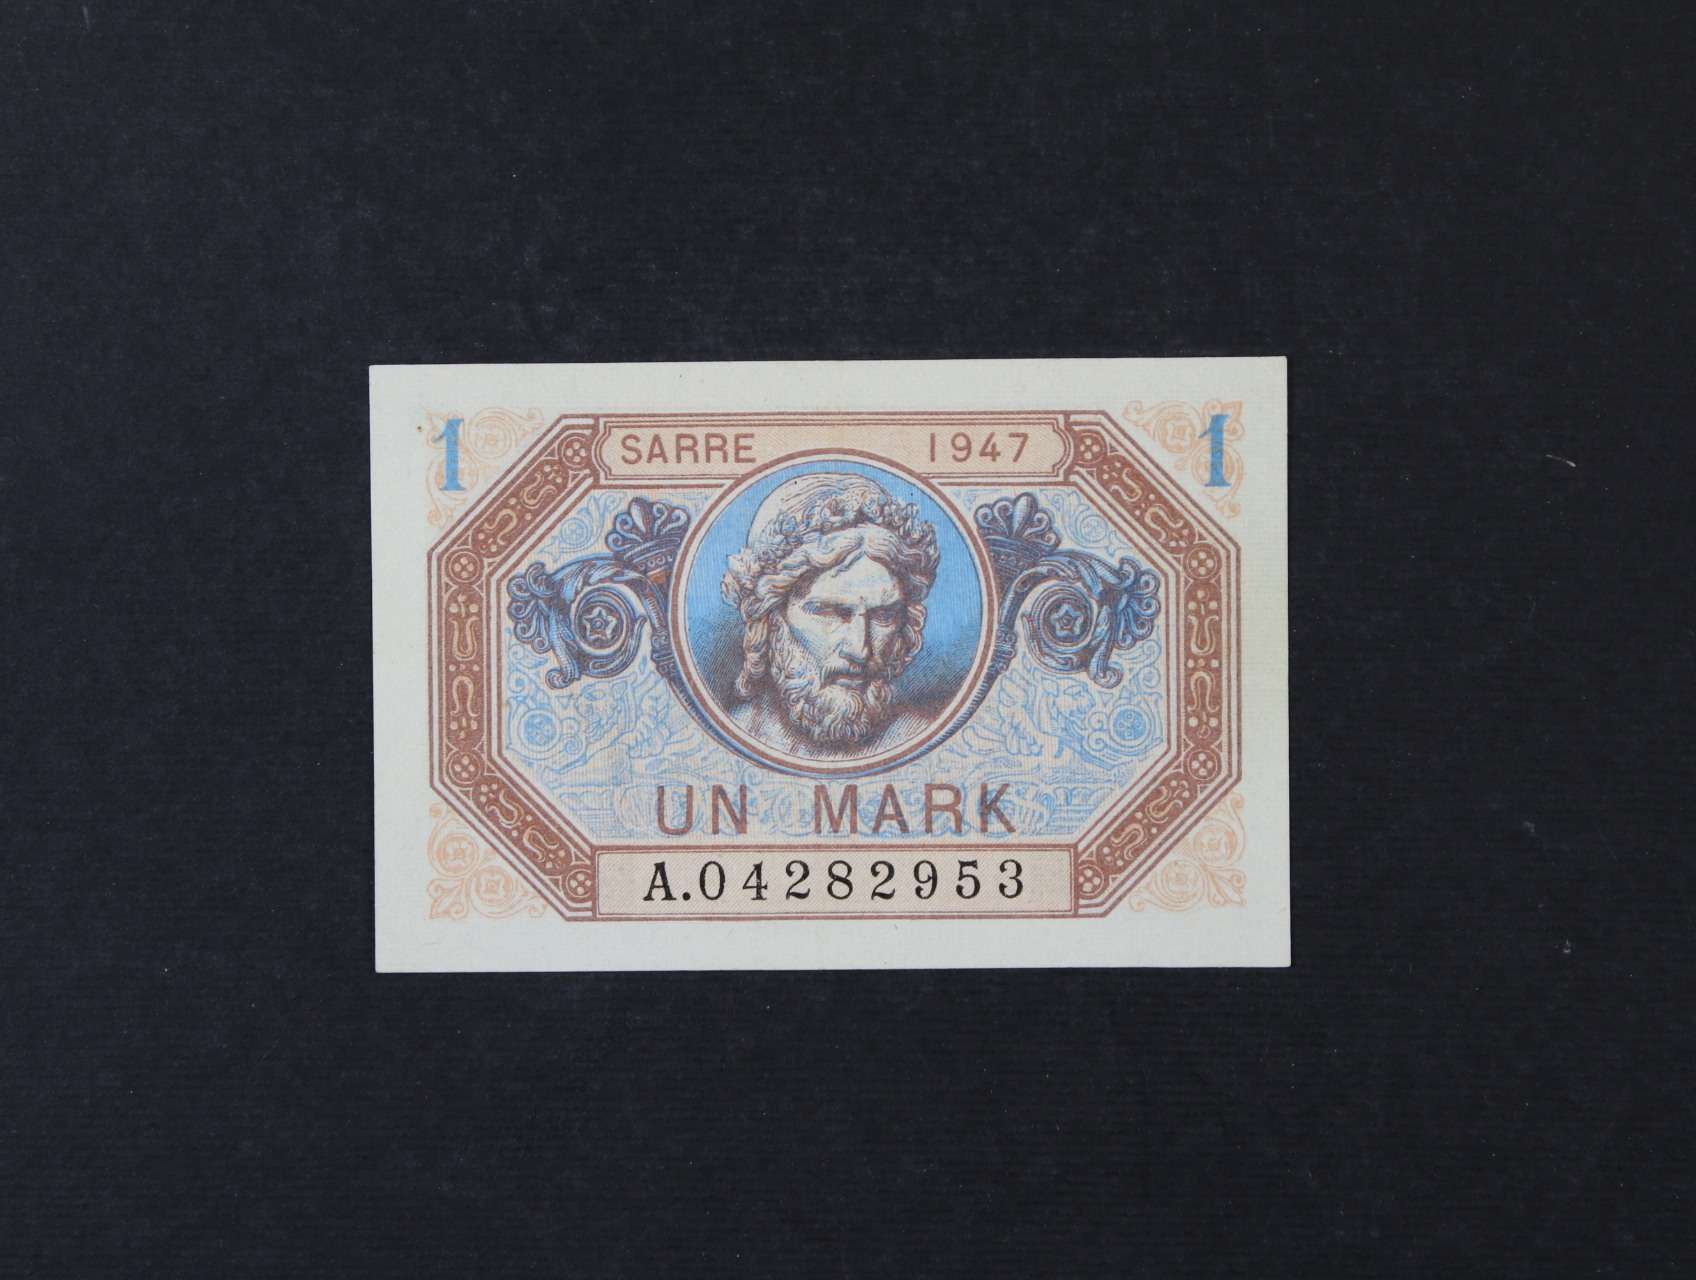 1 1
SARRE 1947
UN MARK
A.04282953